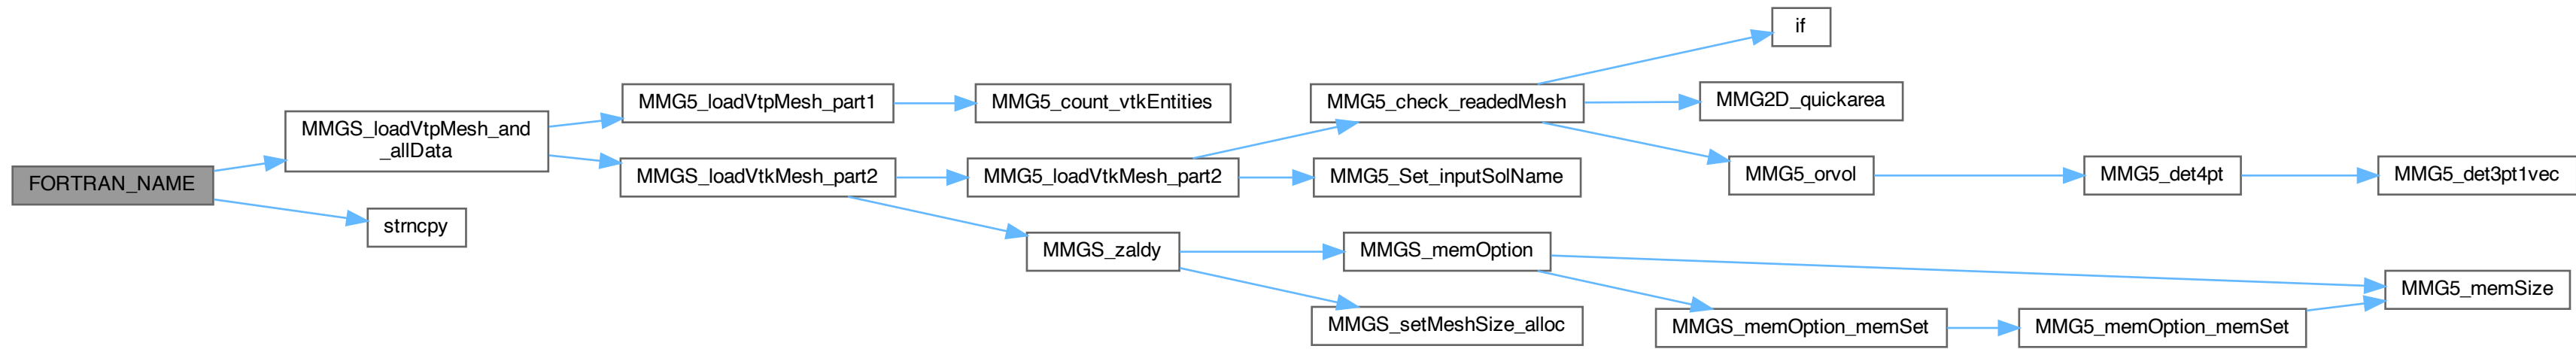 FORTRAN_NAME
MMGS_loadVtpMesh_and
_allData
strncpy
MMG5_loadVtpMesh_part1
MMGS_loadVtkMesh_part2
MMG5_count_vtkEntities
MMG5_loadVtkMesh_part2
MMGS_zaldy
MMG5_check_readedMesh
MMG5_Set_inputSolName
MMGS_memOption
MMGS_setMeshSize_alloc
if
MMG2D_quickarea
MMG5_orvol
MMGS_memOption_memSet
MMG5_det4pt
MMG5_memOption_memSet
MMG5_det3pt1vec
MMG5_memSize